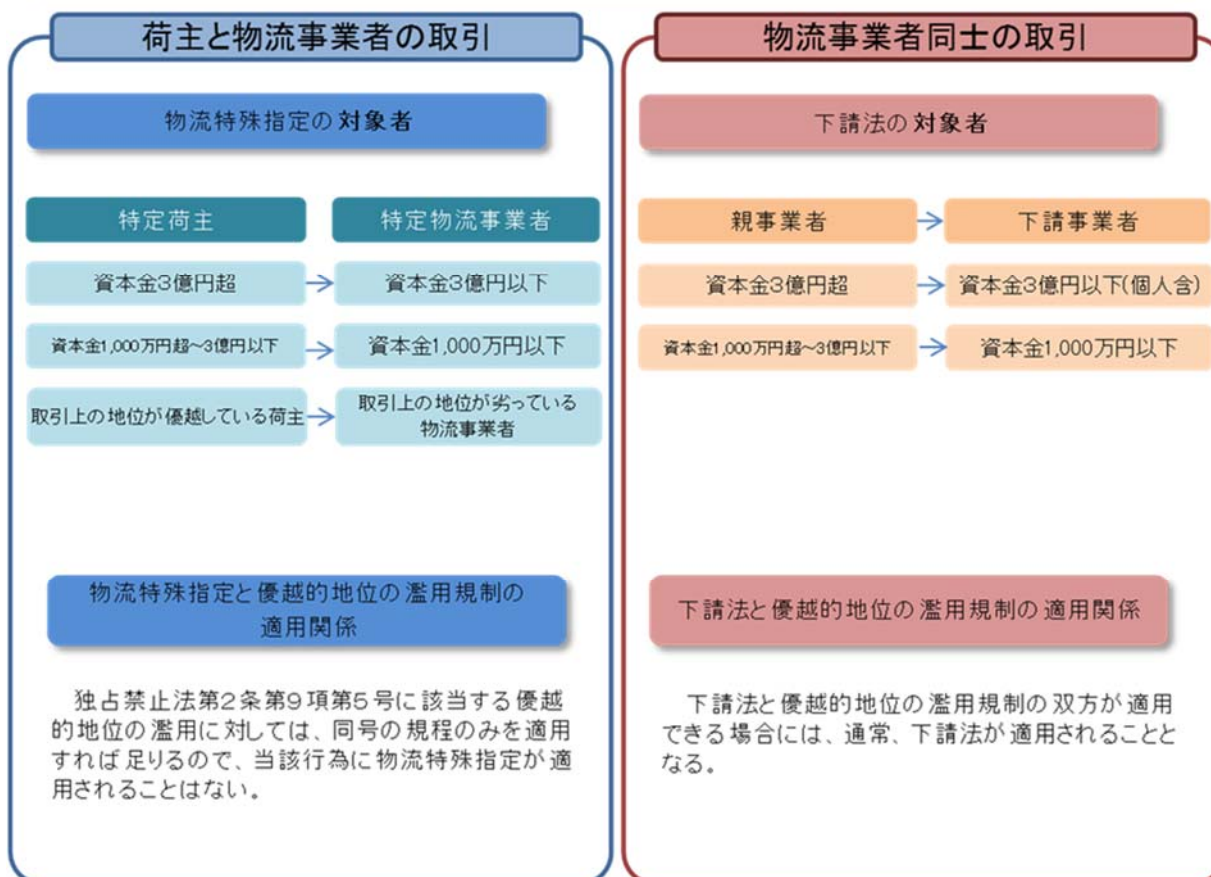 荷主と物流事業者の取引
物流特殊指定の対象者
特定荷主
特定物流事業者
資本金3億円超
資本金3億円以下
資本金1,000万円超~3億円以下
資本金1,000万円以下
取引上の地位が優越している荷主
取引上の地位が劣っている
物流事業者
物流特殊指定と優越的地位の濫用規制の
適用関係
独占禁止法第2条第9項第5号に該当する優越
的地位の濫用に対しては、同号の規程のみを適用
すれば足りるので、当該行為に物流特殊指定が適
用されることはない。
物流事業者同士の取引
下請法の対象者
親事業者
下請事業者
資本金3億円超
資本金3億円以下(個人含)
資本金1,000万円超~3億円以下
資本金1,000万円以下
下請法と優越的地位の濫用規制の適用関係
下請法と優越的地位の濫用規制の双方が適用
できる場合には、通常、下請法が適用されることと
なる。